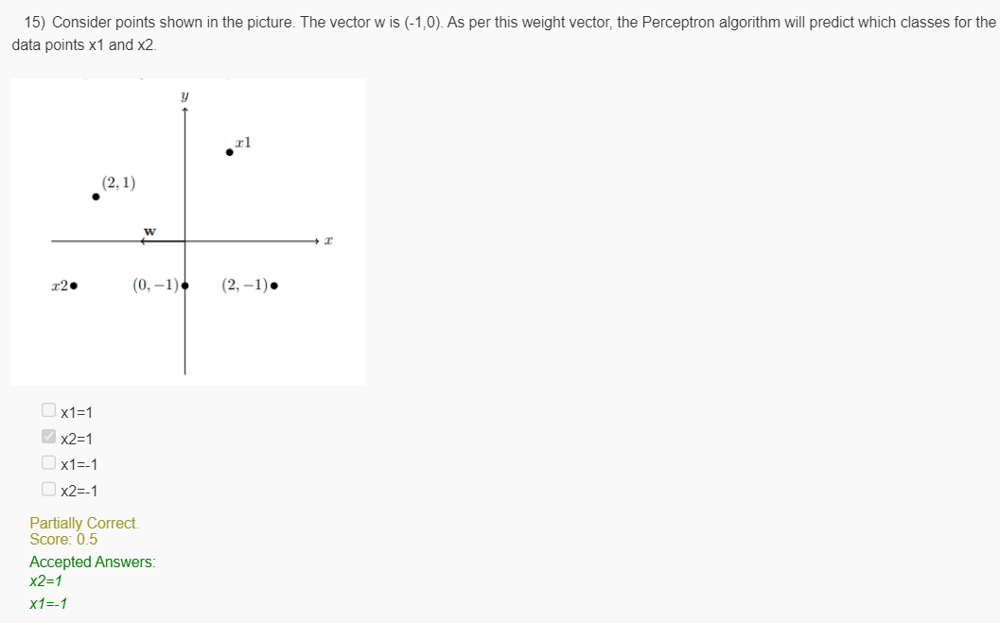 15) Consider points shown in the picture. The vector w is (-1,0). As per this weight vector, the Perceptron algorithm will predict which classes for the
data points x1 and x2.
y
x1
(2, 1)
w
x
x2
(0, −1)
(2, −1)
x1=1
x2=1
x1=-1
x2=-1
Partially Correct.
Score: 0.5
Accepted Answers:
x2=1
x1=-1